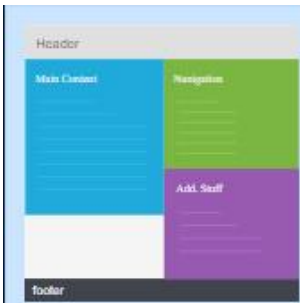 Header
Main Content
Navigation
Add. Stuff
footer